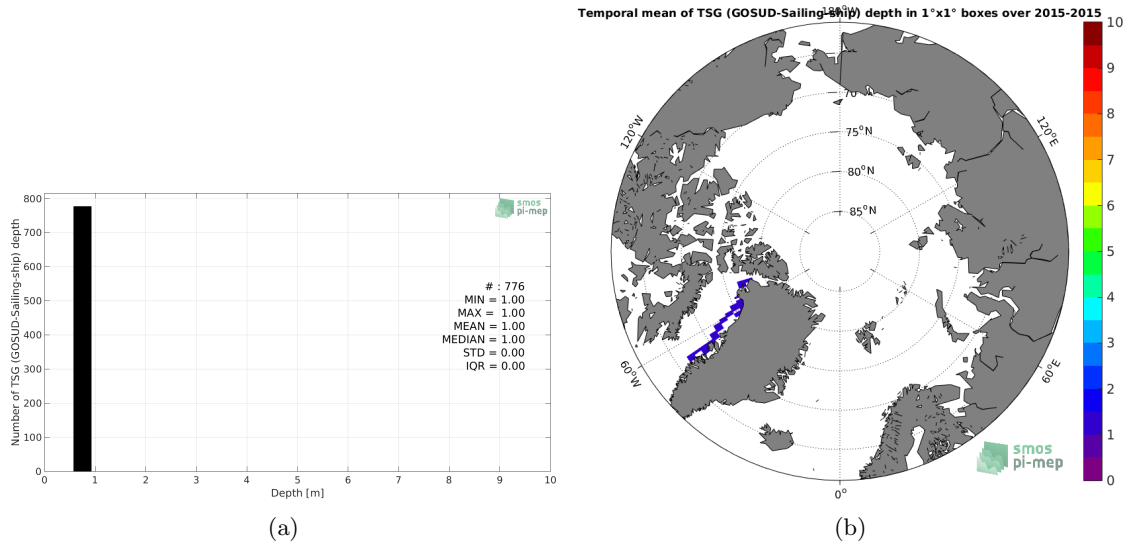 Temporal mean of TSG (GOSUD-Sailing-ship) depth in 1°x1° boxes over 2015-2015
180°W
120°W
120°E
70
75°N
80°N
85°N
60°W
60°E
0°
10
9
8
7
6
5
4
3
2
1
0
smos
pi-mep
Number of TSG (GOSUD-Sailing-ship) depth
800
700
600
500
400
300
200
100
0
smos
pi-mep
# : 776
MIN = 1.00
MAX = 1.00
MEAN = 1.00
MEDIAN = 1.00
STD = 0.00
IQR = 0.00
0 1 2 3 4 5 6 7 8 9 10
Depth [m]
(a)
(b)